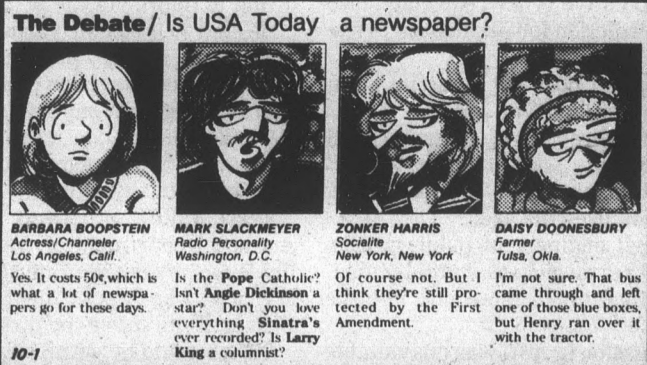 The Debate/ Is USA Today a newspaper?
BARBARA BOOPSTEIN
Actress/Channeler
Los Angeles, Calif.
Yes. It costs 50¢, which is
what a lot of newspa-
pers go for these days.
MARK SLACKMEYER
Radio Personality
Washington, D.C.
Is the Pope Catholic?
Isn't Angie Dickinson a
star? Don't you love
everything Sinatra's
ever recorded? Is Larry
King a columnist?
ZONKER HARRIS
Socialite
New York, New York
Of course not. But I
think they're still pro-
tected by the First
Amendment.
DAISY DOONESBURY
Farmer
Tulsa, Okla.
I'm not sure. That bus
came through and left
one of those blue boxes,
but Henry ran over it
with the tractor.
10-1